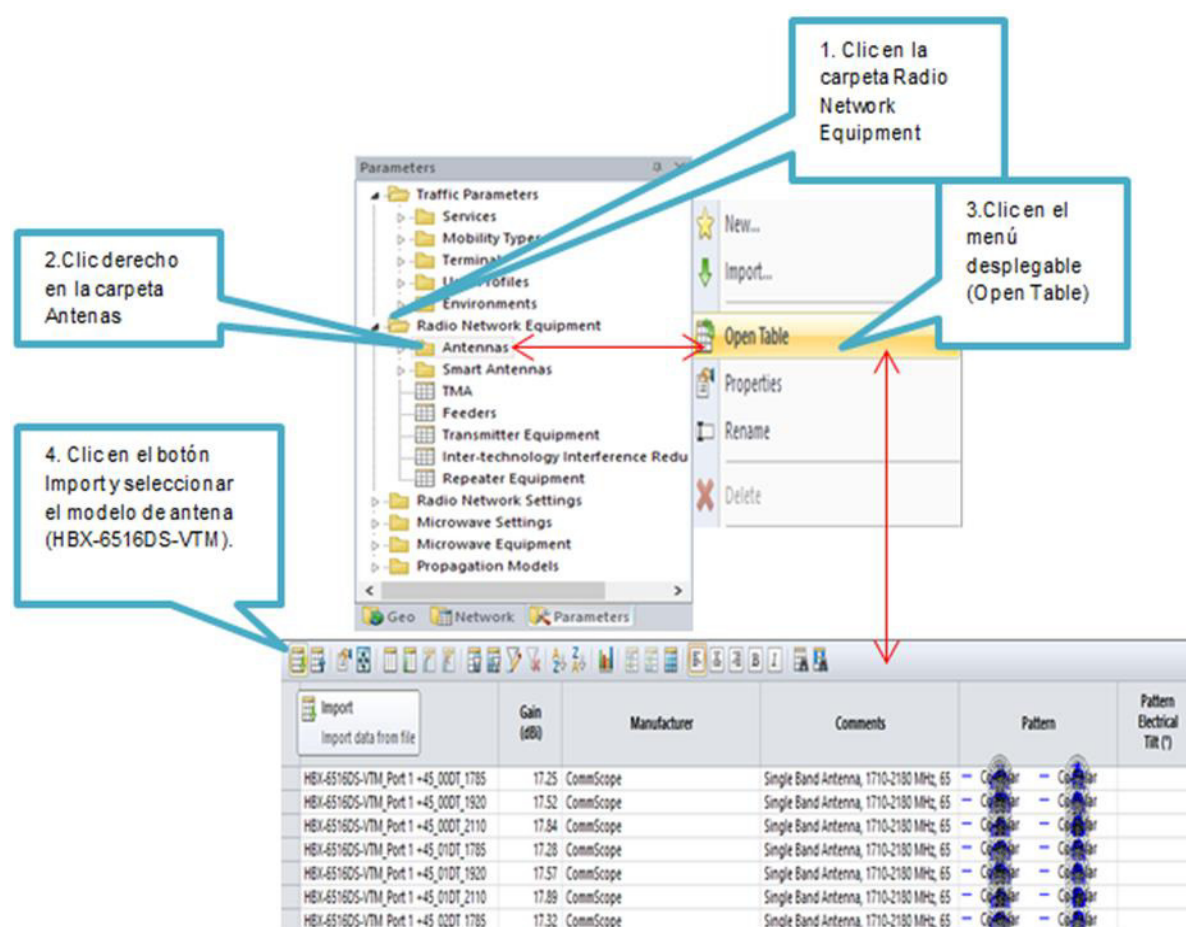 1. Clic en la
carpeta Radio
Network
Equipment
2.Clic derecho
en la carpeta
Antenas
3.Clic en el
menú
desplegable
(Open Table)
4. Clic en el botón
Import y seleccionar
el modelo de antena
(HBX-6516DS-VTM).
Parameters
Traffic Parameters
Services
Mobility Types
Environments
Radio Network Equipment
Antennas
Smart Antennas
TMA
Feeders
Transmitter Equipment
Inter-technology Interference Redu
Repeater Equipment
Radio Network Settings
Microwave Settings
Microwave Equipment
Propagation Models
Geo Network Parameters
New...
Import...
Open Table
Properties
Rename
Delete
Import
Import data from file
Gain
(dBi)
Manufacturer
Comments
Pattern
Pattern
Electrical
Tilt (°)
HBX-6516DS-VTM_Port 1 +45_00DT_1785 17.25 CommScope Single Band Antenna, 1710-2180 MHz, 65
HBX-6516DS-VTM_Port 1 +45_00DT_1920 17.52 CommScope Single Band Antenna, 1710-2180 MHz, 65
HBX-6516DS-VTM_Port 1 +45_00DT_2110 17.84 CommScope Single Band Antenna, 1710-2180 MHz, 65
HBX-6516DS-VTM_Port 1 +45_01DT_1785 17.28 CommScope Single Band Antenna, 1710-2180 MHz, 65
HBX-6516DS-VTM_Port 1 +45_01DT_1920 17.57 CommScope Single Band Antenna, 1710-2180 MHz, 65
HBX-6516DS-VTM_Port 1 +45_01DT_2110 17.89 CommScope Single Band Antenna, 1710-2180 MHz, 65
HBX-6516DS-VTM_Port 1 +45_02DT_1785 17.32 CommScope Single Band Antenna, 1710-2180 MHz, 65